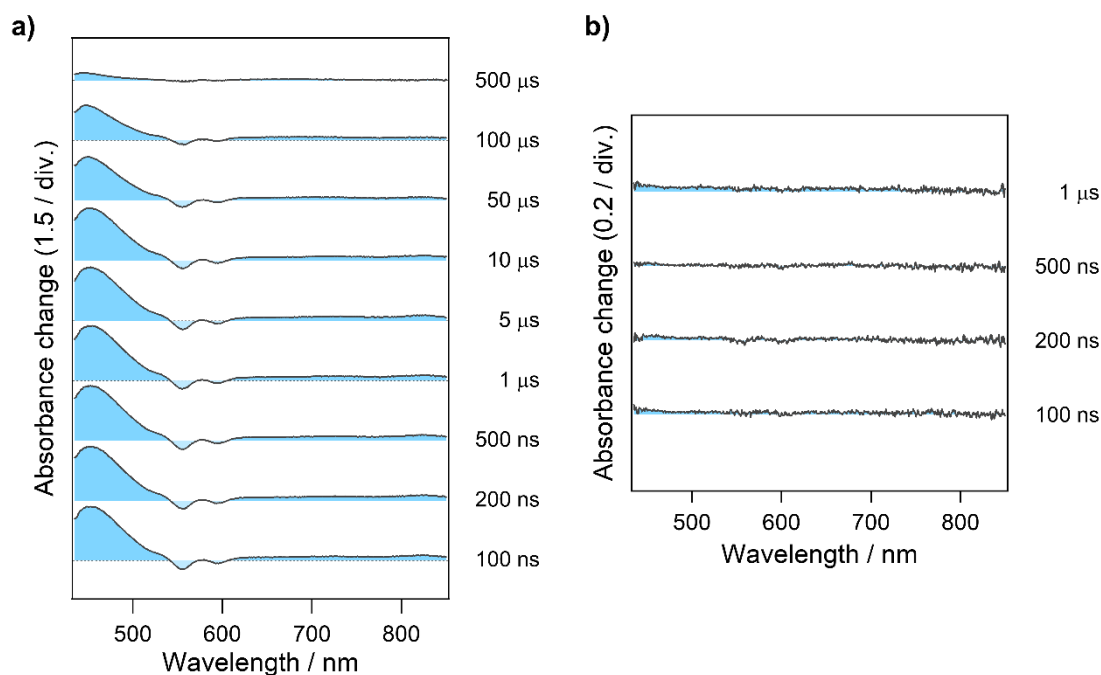 a)
Absorbance change (1.5 / div.)
500 μs
100 μs
50 μs
10 μs
5 μs
1 μs
500 ns
200 ns
100 ns
500 600 700 800
Wavelength / nm
b)
Absorbance change (0.2 / div.)
1 μs
500 ns
200 ns
100 ns
500 600 700 800
Wavelength / nm